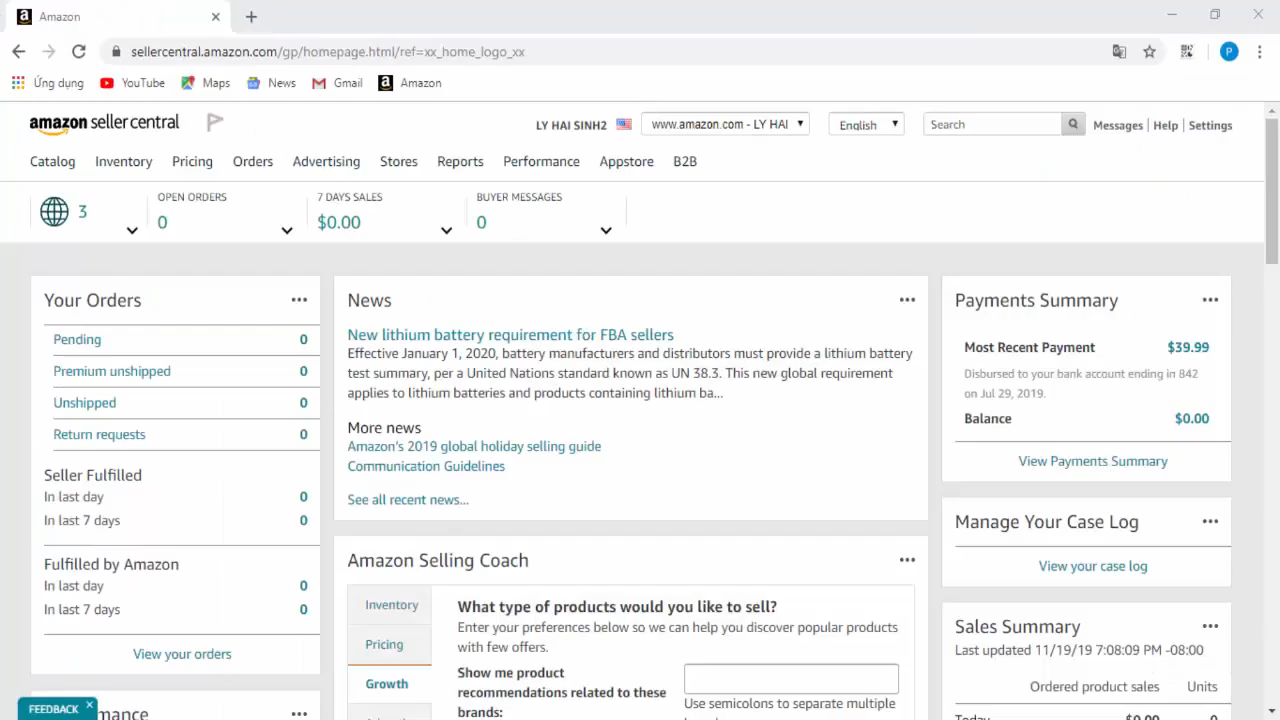 Amazon
sellercentral.amazon.com/gp/homepage.html/ref=xx_home_logo_xx
P
Ứng dụng YouTube Maps News Gmail Amazon
amazon seller central
LY HAI SINH2 www.amazon.com - LY HAI English Search Messages | Help | Settings
Catalog Inventory Pricing Orders Advertising Stores Reports Performance Appstore B2B
3
OPEN ORDERS
0
7 DAYS SALES
$0.00
BUYER MESSAGES
0
Your Orders
Pending 0
Premium unshipped 0
Unshipped 0
Return requests 0
Seller Fulfilled
In last day 0
In last 7 days 0
Fulfilled by Amazon
In last day 0
In last 7 days 0
View your orders
FEEDBACK
News
New lithium battery requirement for FBA sellers
Effective January 1, 2020, battery manufacturers and distributors must provide a lithium battery
test summary, per a United Nations standard known as UN 38.3. This new global requirement
applies to lithium batteries and products containing lithium ba...
More news
Amazon's 2019 global holiday selling guide
Communication Guidelines
See all recent news...
Amazon Selling Coach
Inventory
Pricing
Growth
What type of products would you like to sell?
Enter your preferences below so we can help you discover popular products
with few offers.
Show me product
recommendations related to these
brands:
Use semicolons to separate multiple
Payments Summary
Most Recent Payment $39.99
Disbursed to your bank account ending in 842
on Jul 29, 2019.
Balance $0.00
View Payments Summary
Manage Your Case Log
View your case log
Sales Summary
Last updated 11/19/19 7:08:09 PM -08:00
Ordered product sales Units